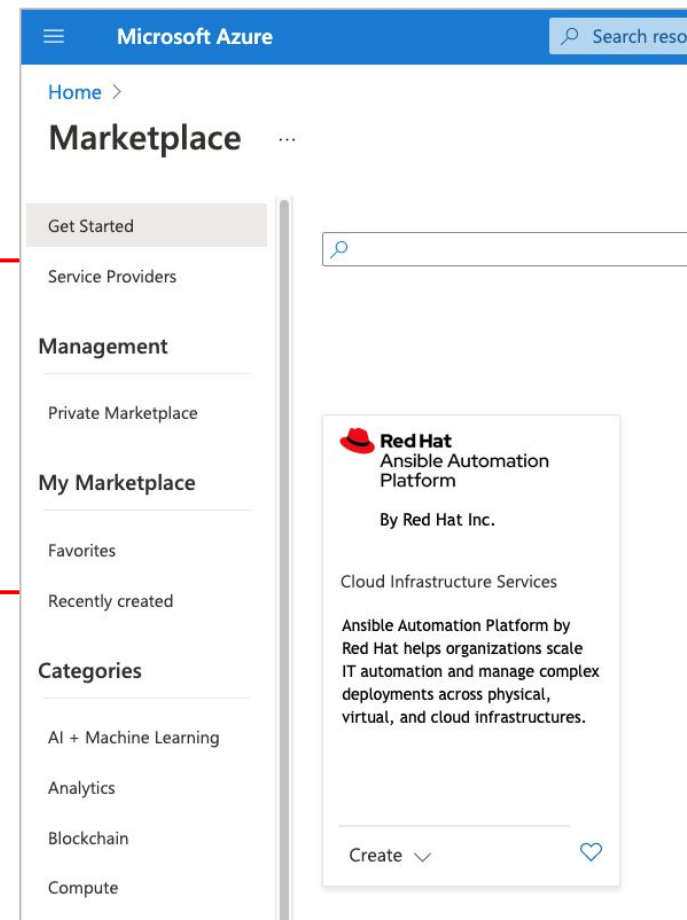 Microsoft Azure
Search reso
Home >
Marketplace ...
Get Started
Service Providers
Management
Private Marketplace
My Marketplace
Favorites
Recently created
Categories
AI + Machine Learning
Analytics
Blockchain
Compute
Red Hat
Ansible Automation
Platform
By Red Hat Inc.
Cloud Infrastructure Services
Ansible Automation Platform by
Red Hat helps organizations scale
IT automation and manage complex
deployments across physical,
virtual, and cloud infrastructures.
Create